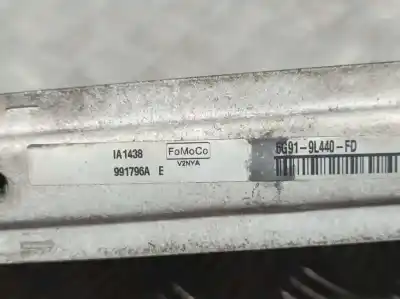 IA1438
FoMoCo
V2NYA
6G91-9L440-FD
991796A E